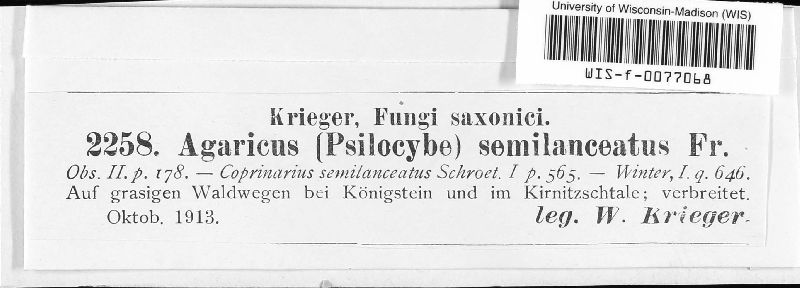 University of Wisconsin-Madison (WIS)
WIS-f-0077068
Krieger, Fungi saxonici.
2258. Agaricus (Psilocybe) semilanceatus Fr.
Obs. II. p. 178. — Coprinarius semilanceatus Schroet. I p. 565. — Winter, I. q. 646.
Auf grasigen Waldwegen bei Königstein und im Kirnitzschtale; verbreitet.
Oktob. 1913. leg. W. Krieger.